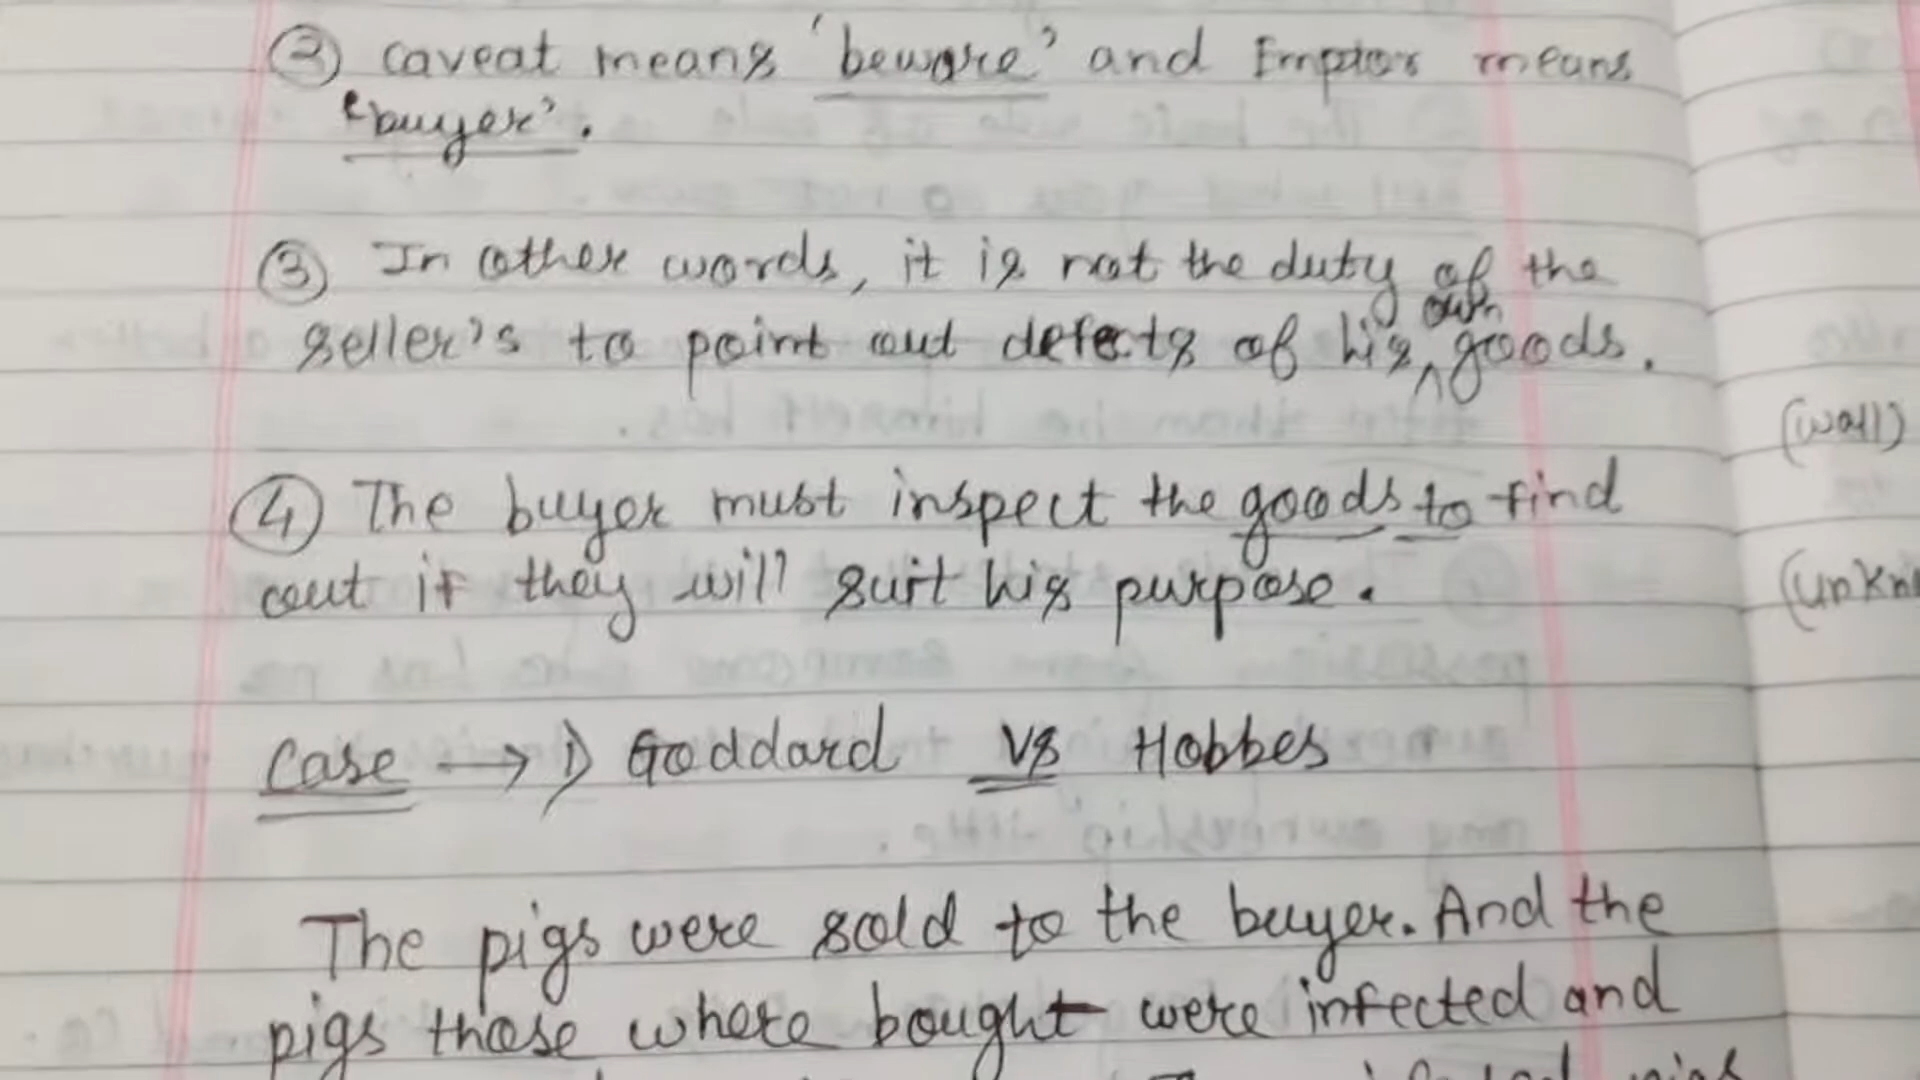 ② caveat means 'beware' and Emptor means
'buyer'.
③ In other words, it is not the duty of the
seller's to point out defects of his own goods.
④ The buyer must inspect the goods to find
out if they will suit his purpose.
Case → 1) Goddard vs Hobbes
The pigs were sold to the buyer. And the
pigs those where bought were infected and
(wall)